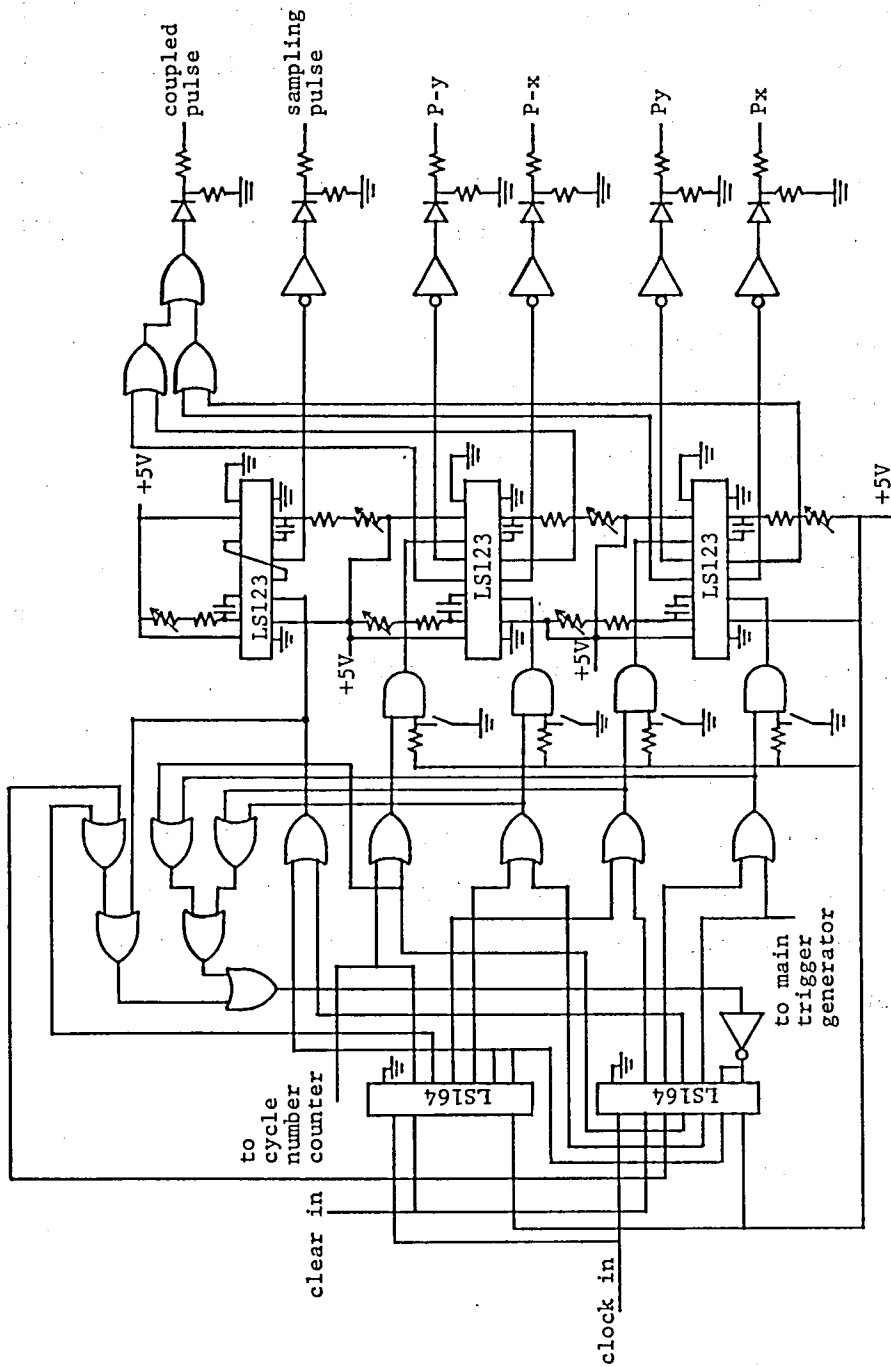 coupled
pulse
sampling
pulse
P-y
P-x
Py
Px
+5V
LS123
+5V
LS123
+5V
LS123
+5V
to
cycle
number
counter
LS164
LS164
to main
trigger
generator
clear in
clock in